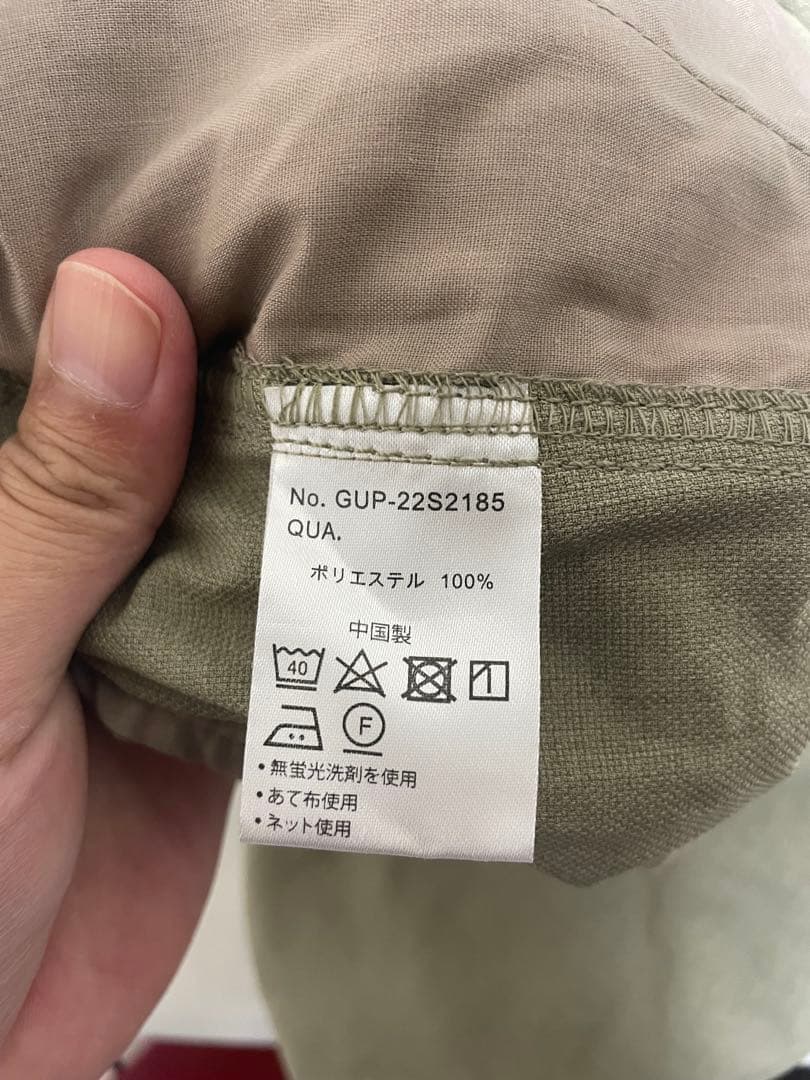 No. GUP-22S2185
QUA.
ポリエステル 100%
中国製
40
F
•無蛍光洗剤を使用
•あて布使用
•ネット使用